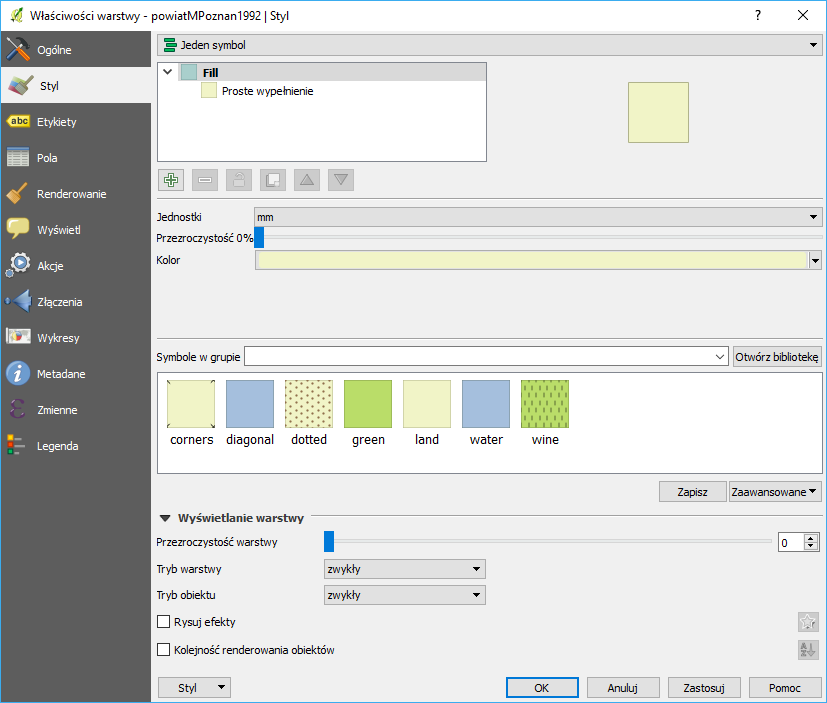 Właściwości warstwy - powiatMPoznan1992 | Styl
?
Ogólne
Styl
abc Etykiety
Pola
Renderowanie
Wyświetl
Akcje
Złączenia
Wykresy
i Metadane
ε Zmienne
Legenda
Jeden symbol
Fill
Proste wypełnienie
Jednostki mm
Przezroczystość 0%
Kolor
Symbole w grupie Otwórz bibliotekę
corners diagonal dotted green land water wine
Zapisz Zaawansowane
Wyświetlanie warstwy
Przezroczystość warstwy 0
Tryb warstwy zwykły
Tryb obiektu zwykły
Rysuj efekty
Kolejność renderowania obiektów
Styl OK Anuluj Zastosuj Pomoc